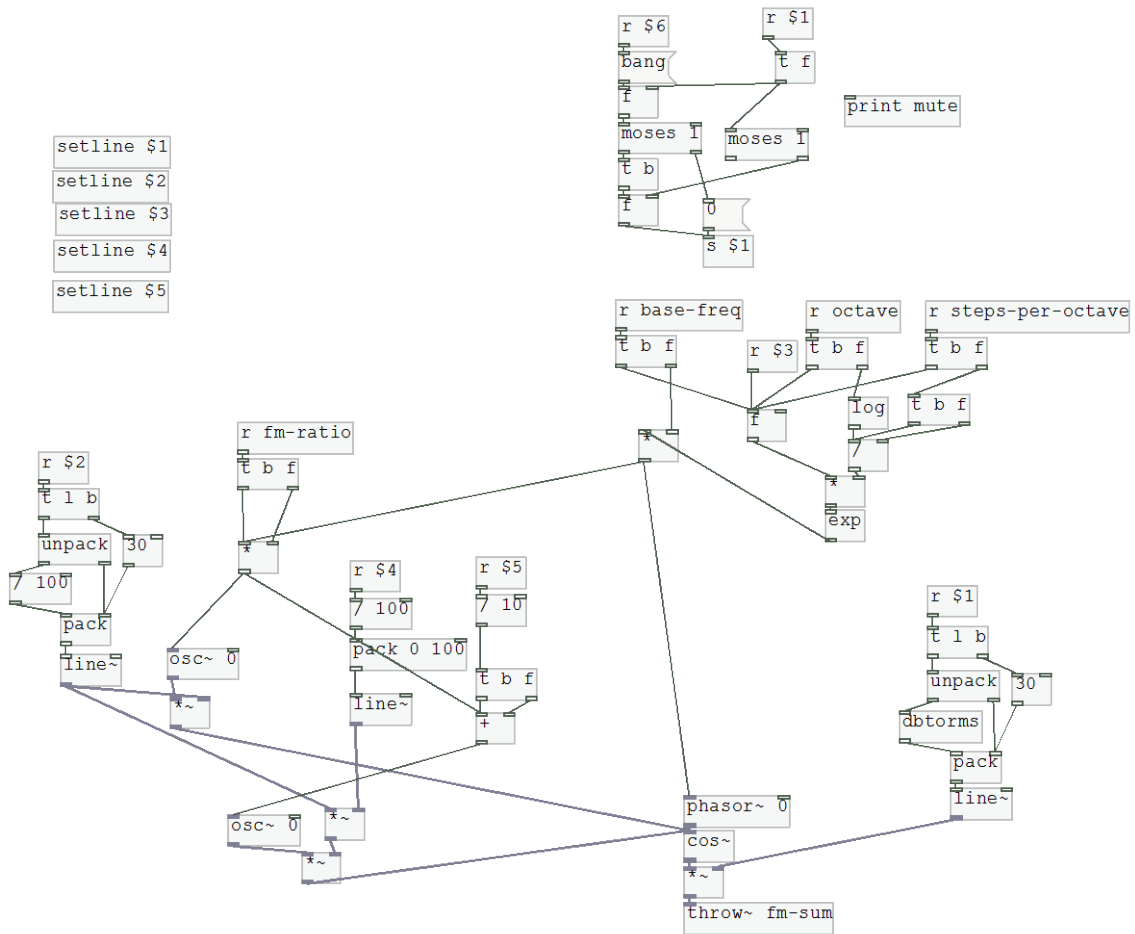 r $6
r $1
bang
t f
f
print mute
moses 1
moses 1
setline $1
t b
setline $2
f
0
setline $3
s $1
setline $4
setline $5
r base-freq
r octave
r steps-per-octave
t b f
r $3
t b f
t b f
log
t b f
f
r fm-ratio
*
/
r $2
t b f
*
t l b
exp
unpack
30
*
r $4
r $5
/ 100
/ 100
/ 10
r $1
pack
pack 0 100
t l b
line~
osc~ 0
t b f
unpack
30
*~
line~
+
dbtorms
pack
phasor~ 0
line~
osc~ 0
*~
cos~
*~
*~
throw~ fm-sum